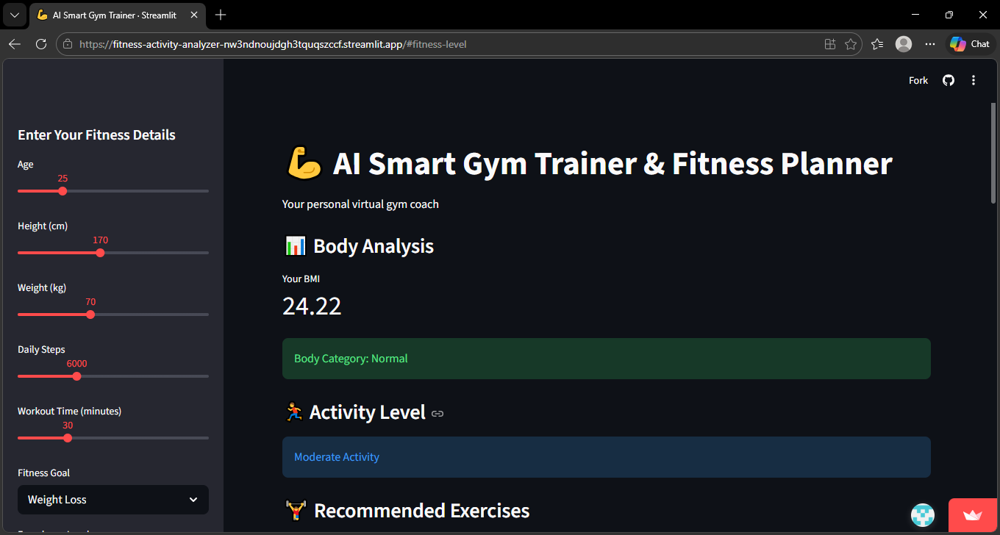 AI Smart Gym Trainer · Streamlit
https://fitness-activity-analyzer-nw3ndnoujdgh3tquqszccf.streamlit.app/#fitness-level
Chat
Fork
Enter Your Fitness Details
Age
25
Height (cm)
170
Weight (kg)
70
Daily Steps
6000
Workout Time (minutes)
30
Fitness Goal
Weight Loss
💪 AI Smart Gym Trainer & Fitness Planner
Your personal virtual gym coach
📊 Body Analysis
Your BMI
24.22
Body Category: Normal
🏃 Activity Level
Moderate Activity
🏋️ Recommended Exercises